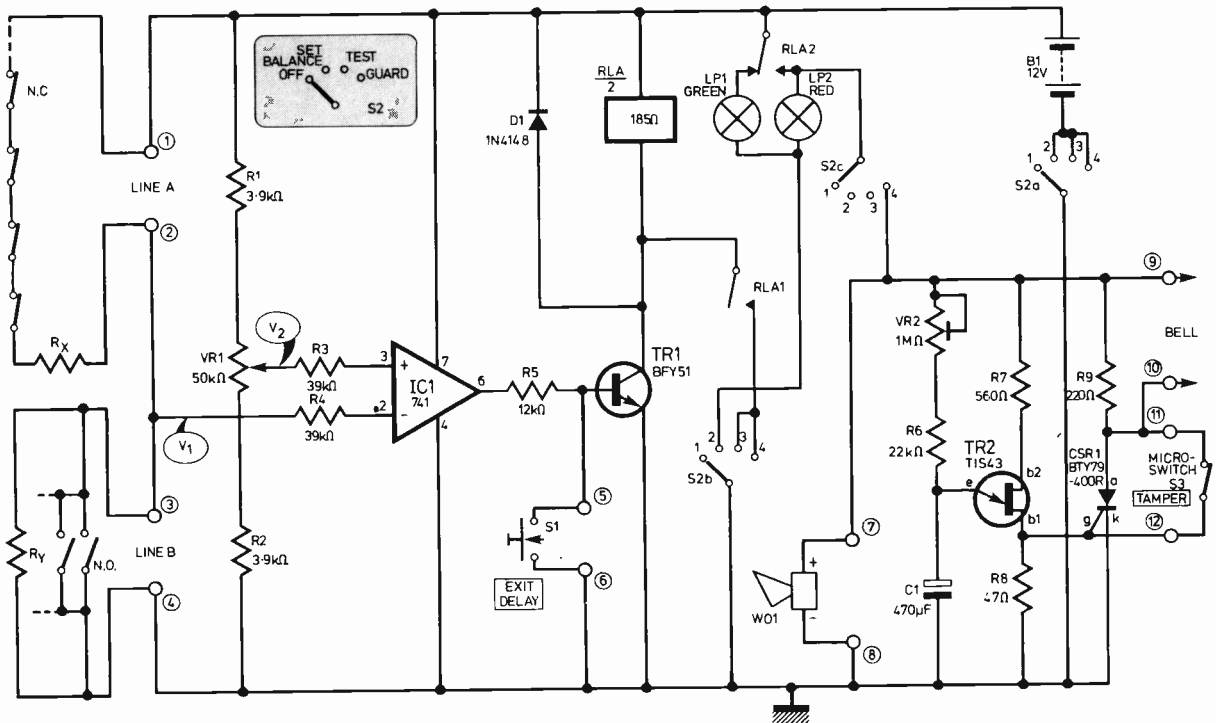 N.C
①
LINE A
②
RX
RY
N.O.
③
LINE B
④
SET
BALANCE
TEST
OFF
GUARD
S2
R1
3·9kΩ
V2
VR1
50kΩ
R3
39kΩ
R4
39kΩ
V1
R2
3·9kΩ
3
+
IC1
741
2
-
7
6
4
R5
12kΩ
D1
1N4148
RLA
2
185Ω
TR1
BFY51
⑤
S1
⑥
EXIT
DELAY
RLA2
LP1
GREEN
LP2
RED
RLA1
1
2
3
4
S2b
S2c
1
2
3
4
⑦
+
WO1
-
⑧
B1
12V
2
3
4
1
S2a
VR2
1MΩ
R6
22kΩ
C1
470µF
R7
560Ω
TR2
TIS43
e
b2
b1
R8
47Ω
R9
220Ω
CSR1
BTY79
-400R
a
g
k
⑨
BELL
⑩
⑪
MICRO-
SWITCH
S3
TAMPER
⑫